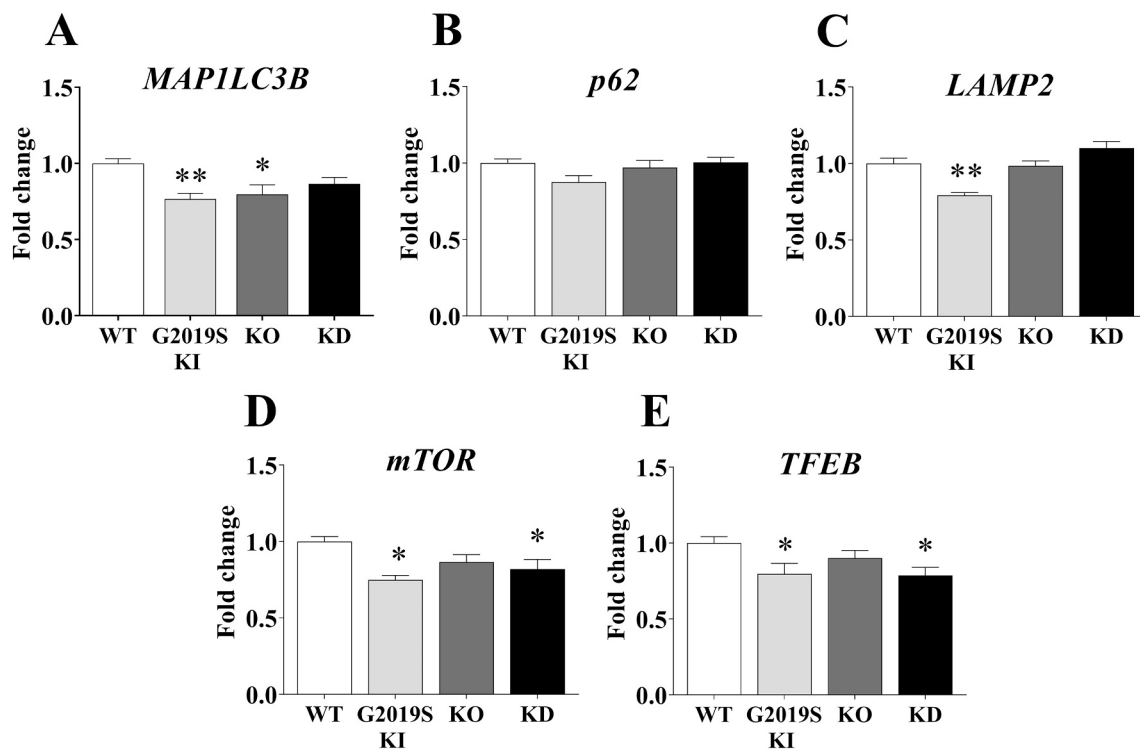 A
MAP1LC3B
Fold change
1.5
1.0
0.5
0.0
**
*
WT G2019S KI KO KD
B
p62
Fold change
1.5
1.0
0.5
0.0
WT G2019S KI KO KD
C
LAMP2
Fold change
1.5
1.0
0.5
0.0
**
WT G2019S KI KO KD
D
mTOR
Fold change
1.5
1.0
0.5
0.0
*
*
WT G2019S KI KO KD
E
TFEB
Fold change
1.5
1.0
0.5
0.0
*
*
WT G2019S KI KO KD